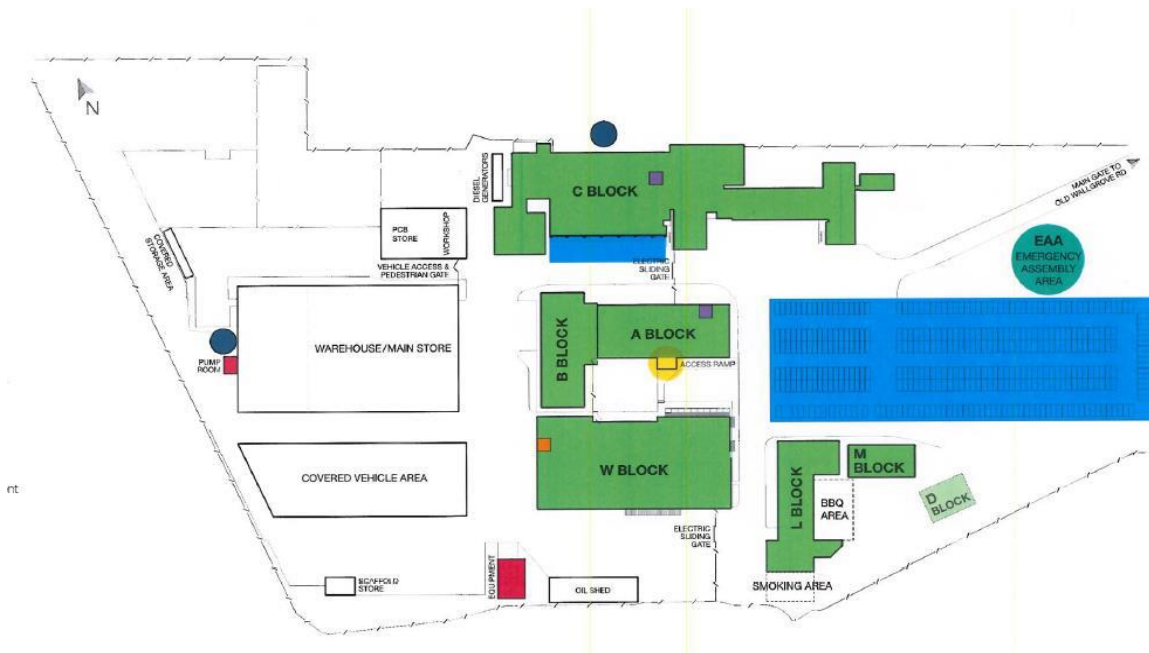 N
DIESEL
GENERATORS
C BLOCK
MAIN GATE TO
OLD WALLGROVE RD
PCB
STORE
WORKSHOP
COVERED
STORAGE AREA
VEHICLE ACCESS &
PEDESTRIAN GATE
ELECTRIC
SLIDING
GATE
EAA
EMERGENCY
ASSEMBLY
AREA
B BLOCK
A BLOCK
WAREHOUSE/MAIN STORE
PUMP
ROOM
ACCESS RAMP
COVERED VEHICLE AREA
W BLOCK
L BLOCK
M
BLOCK
D
BLOCK
BBQ
AREA
nt
ELECTRIC
SLIDING
GATE
EQUIPMENT
SCAFFOLD
STORE
OIL SHED
SMOKING AREA